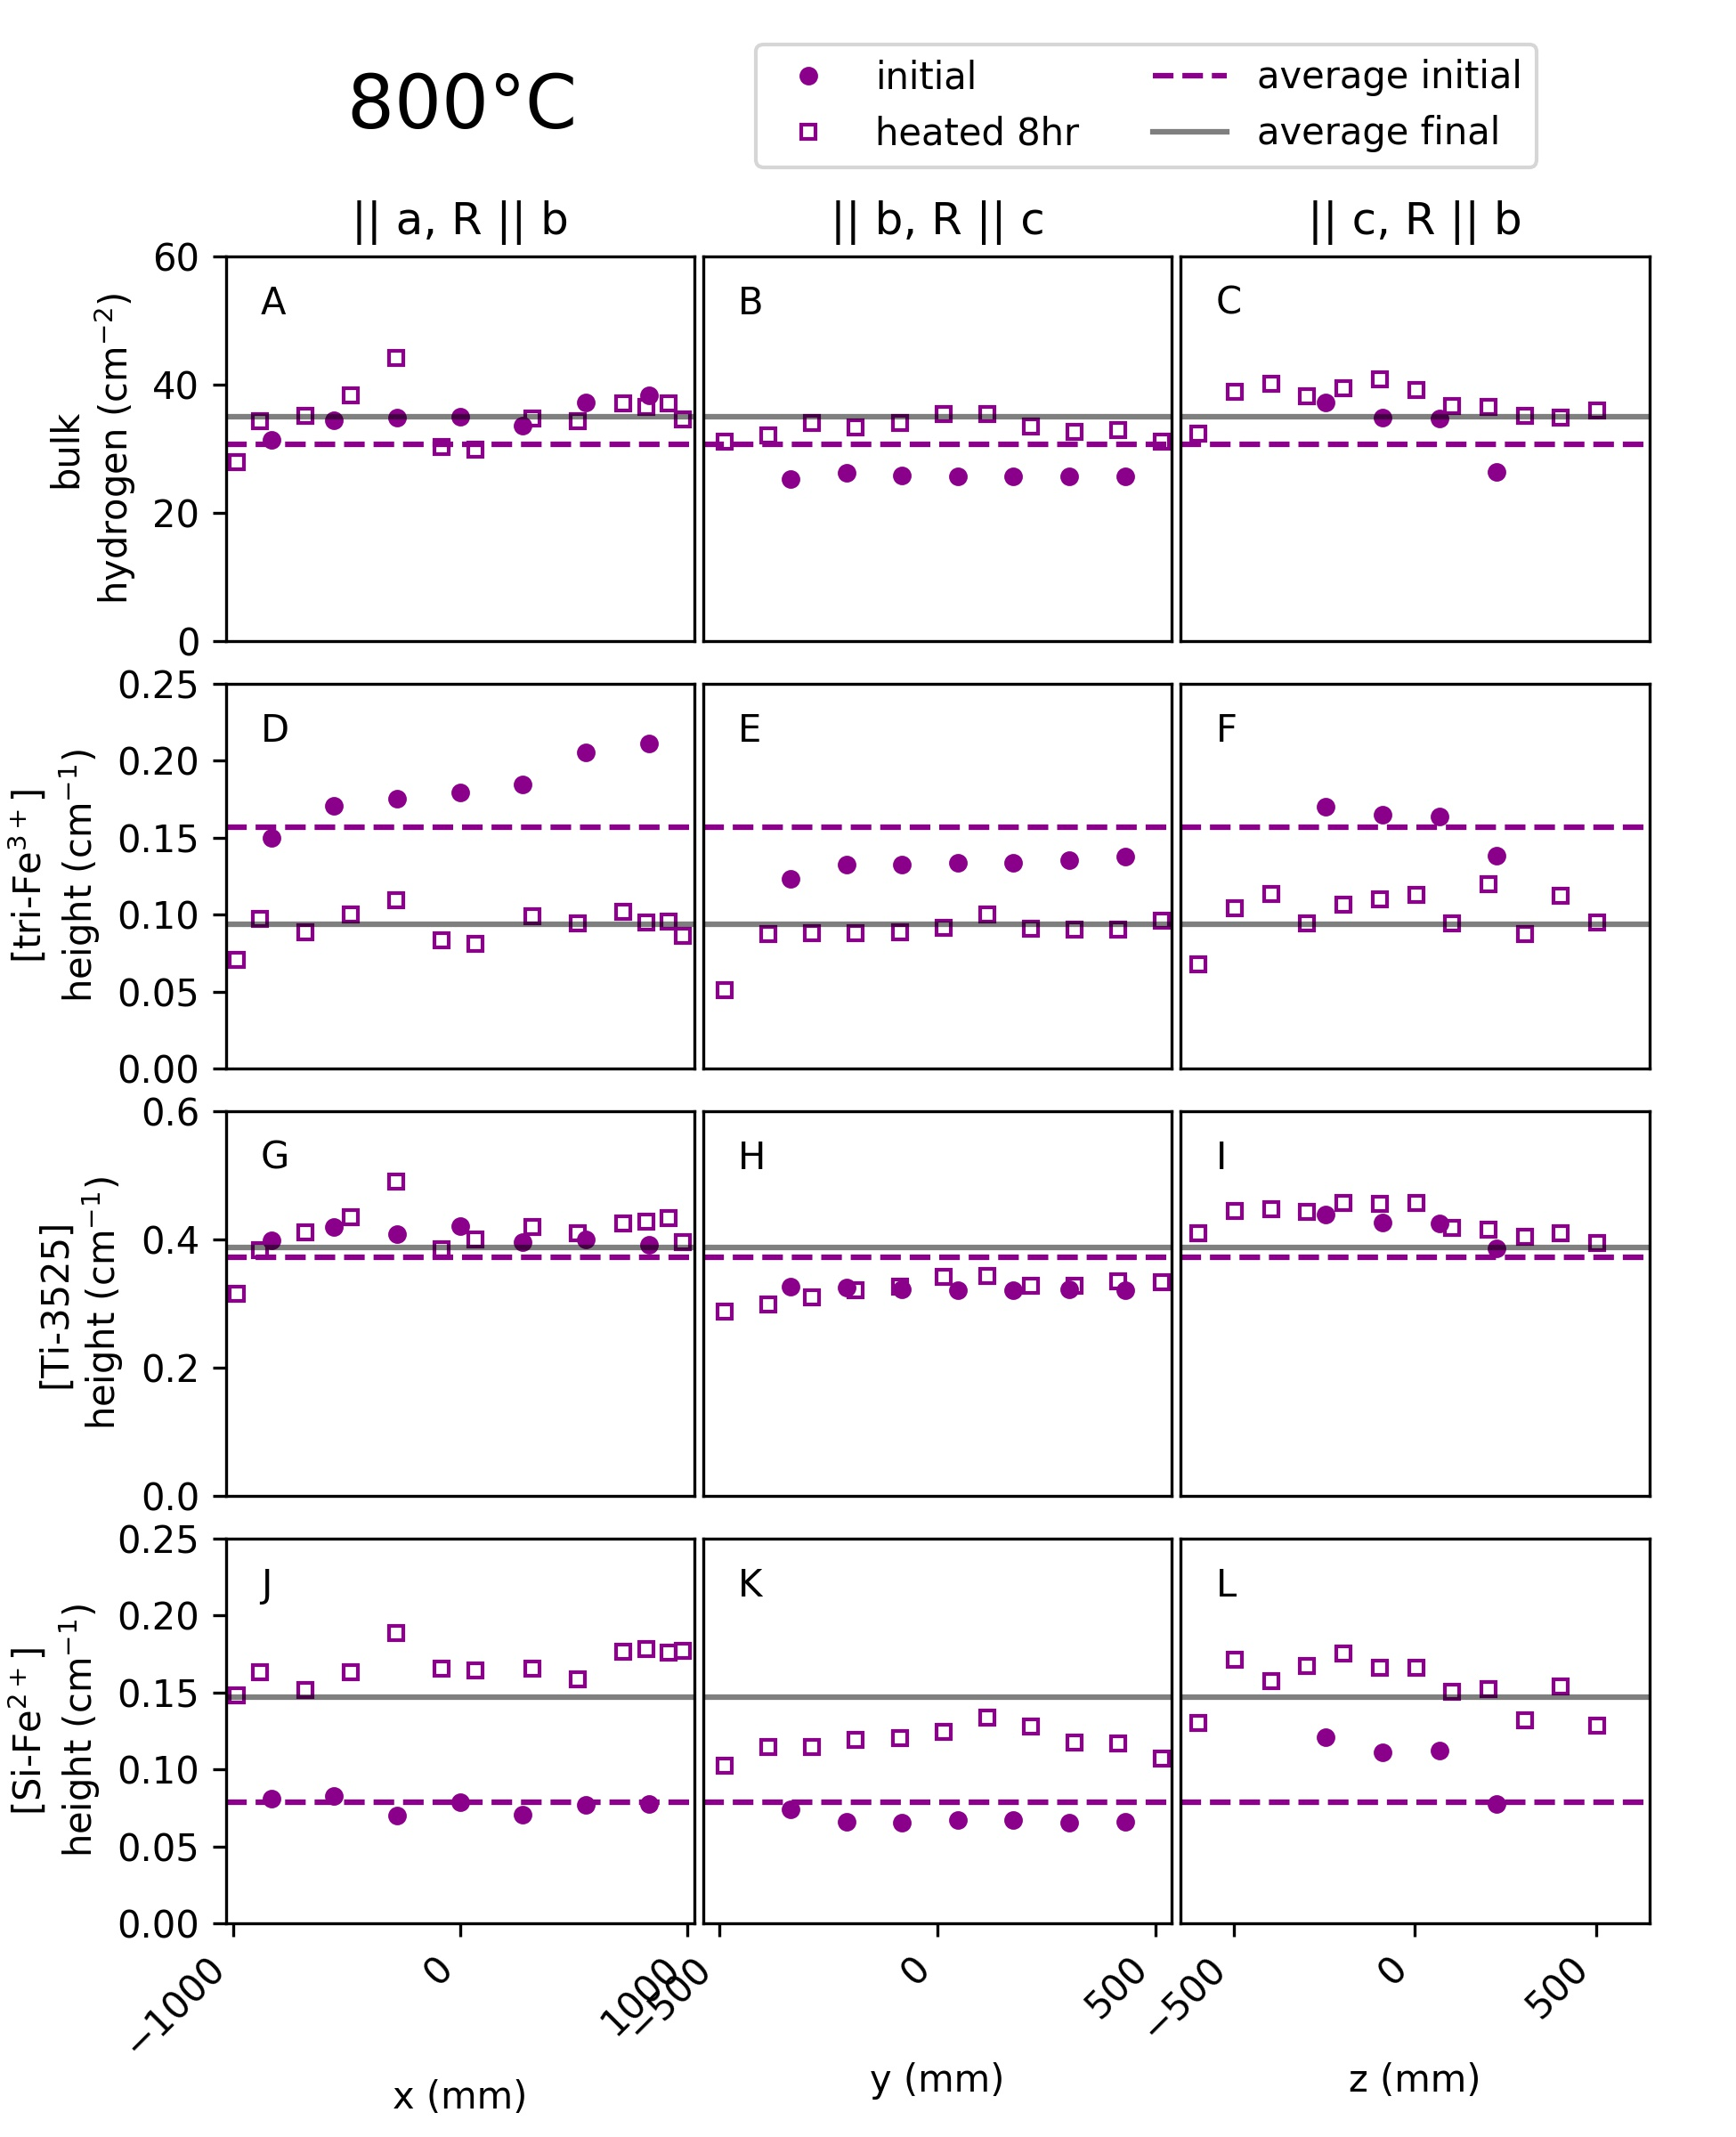 800°C
initial
heated 8hr
average initial
average final
|| a, R || b
|| b, R || c
|| c, R || b
bulk
hydrogen (cm⁻²)
60
40
20
0
A
B
C
[tri-Fe³⁺]
height (cm⁻¹)
0.25
0.20
0.15
0.10
0.05
0.00
D
E
F
[Ti-3525]
height (cm⁻¹)
0.6
0.4
0.2
0.0
G
H
I
[Si-Fe²⁺]
height (cm⁻¹)
0.25
0.20
0.15
0.10
0.05
0.00
J
K
L
−1000
0
1000
−500
0
500
−500
0
500
x (mm)
y (mm)
z (mm)